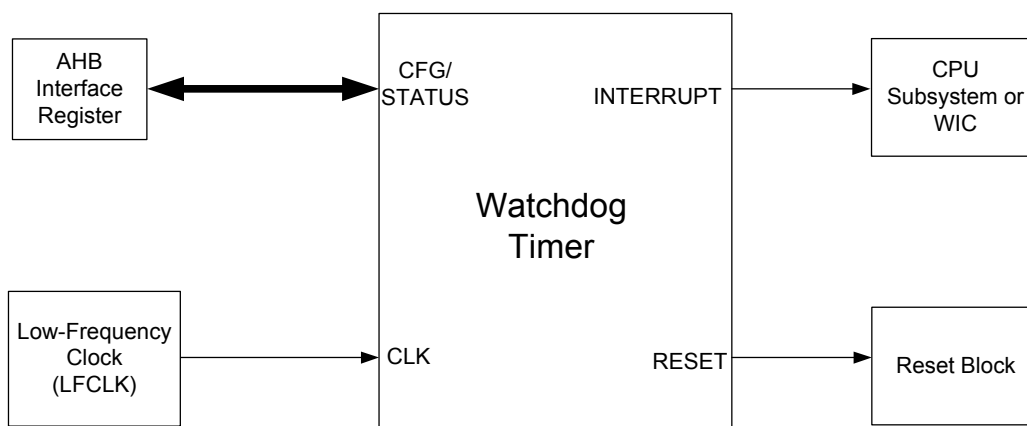 AHB
Interface
Register
CFG/
STATUS
INTERRUPT
CPU
Subsystem or
WIC
Watchdog
Timer
Low-Frequency
Clock
(LFCLK)
CLK
RESET
Reset Block